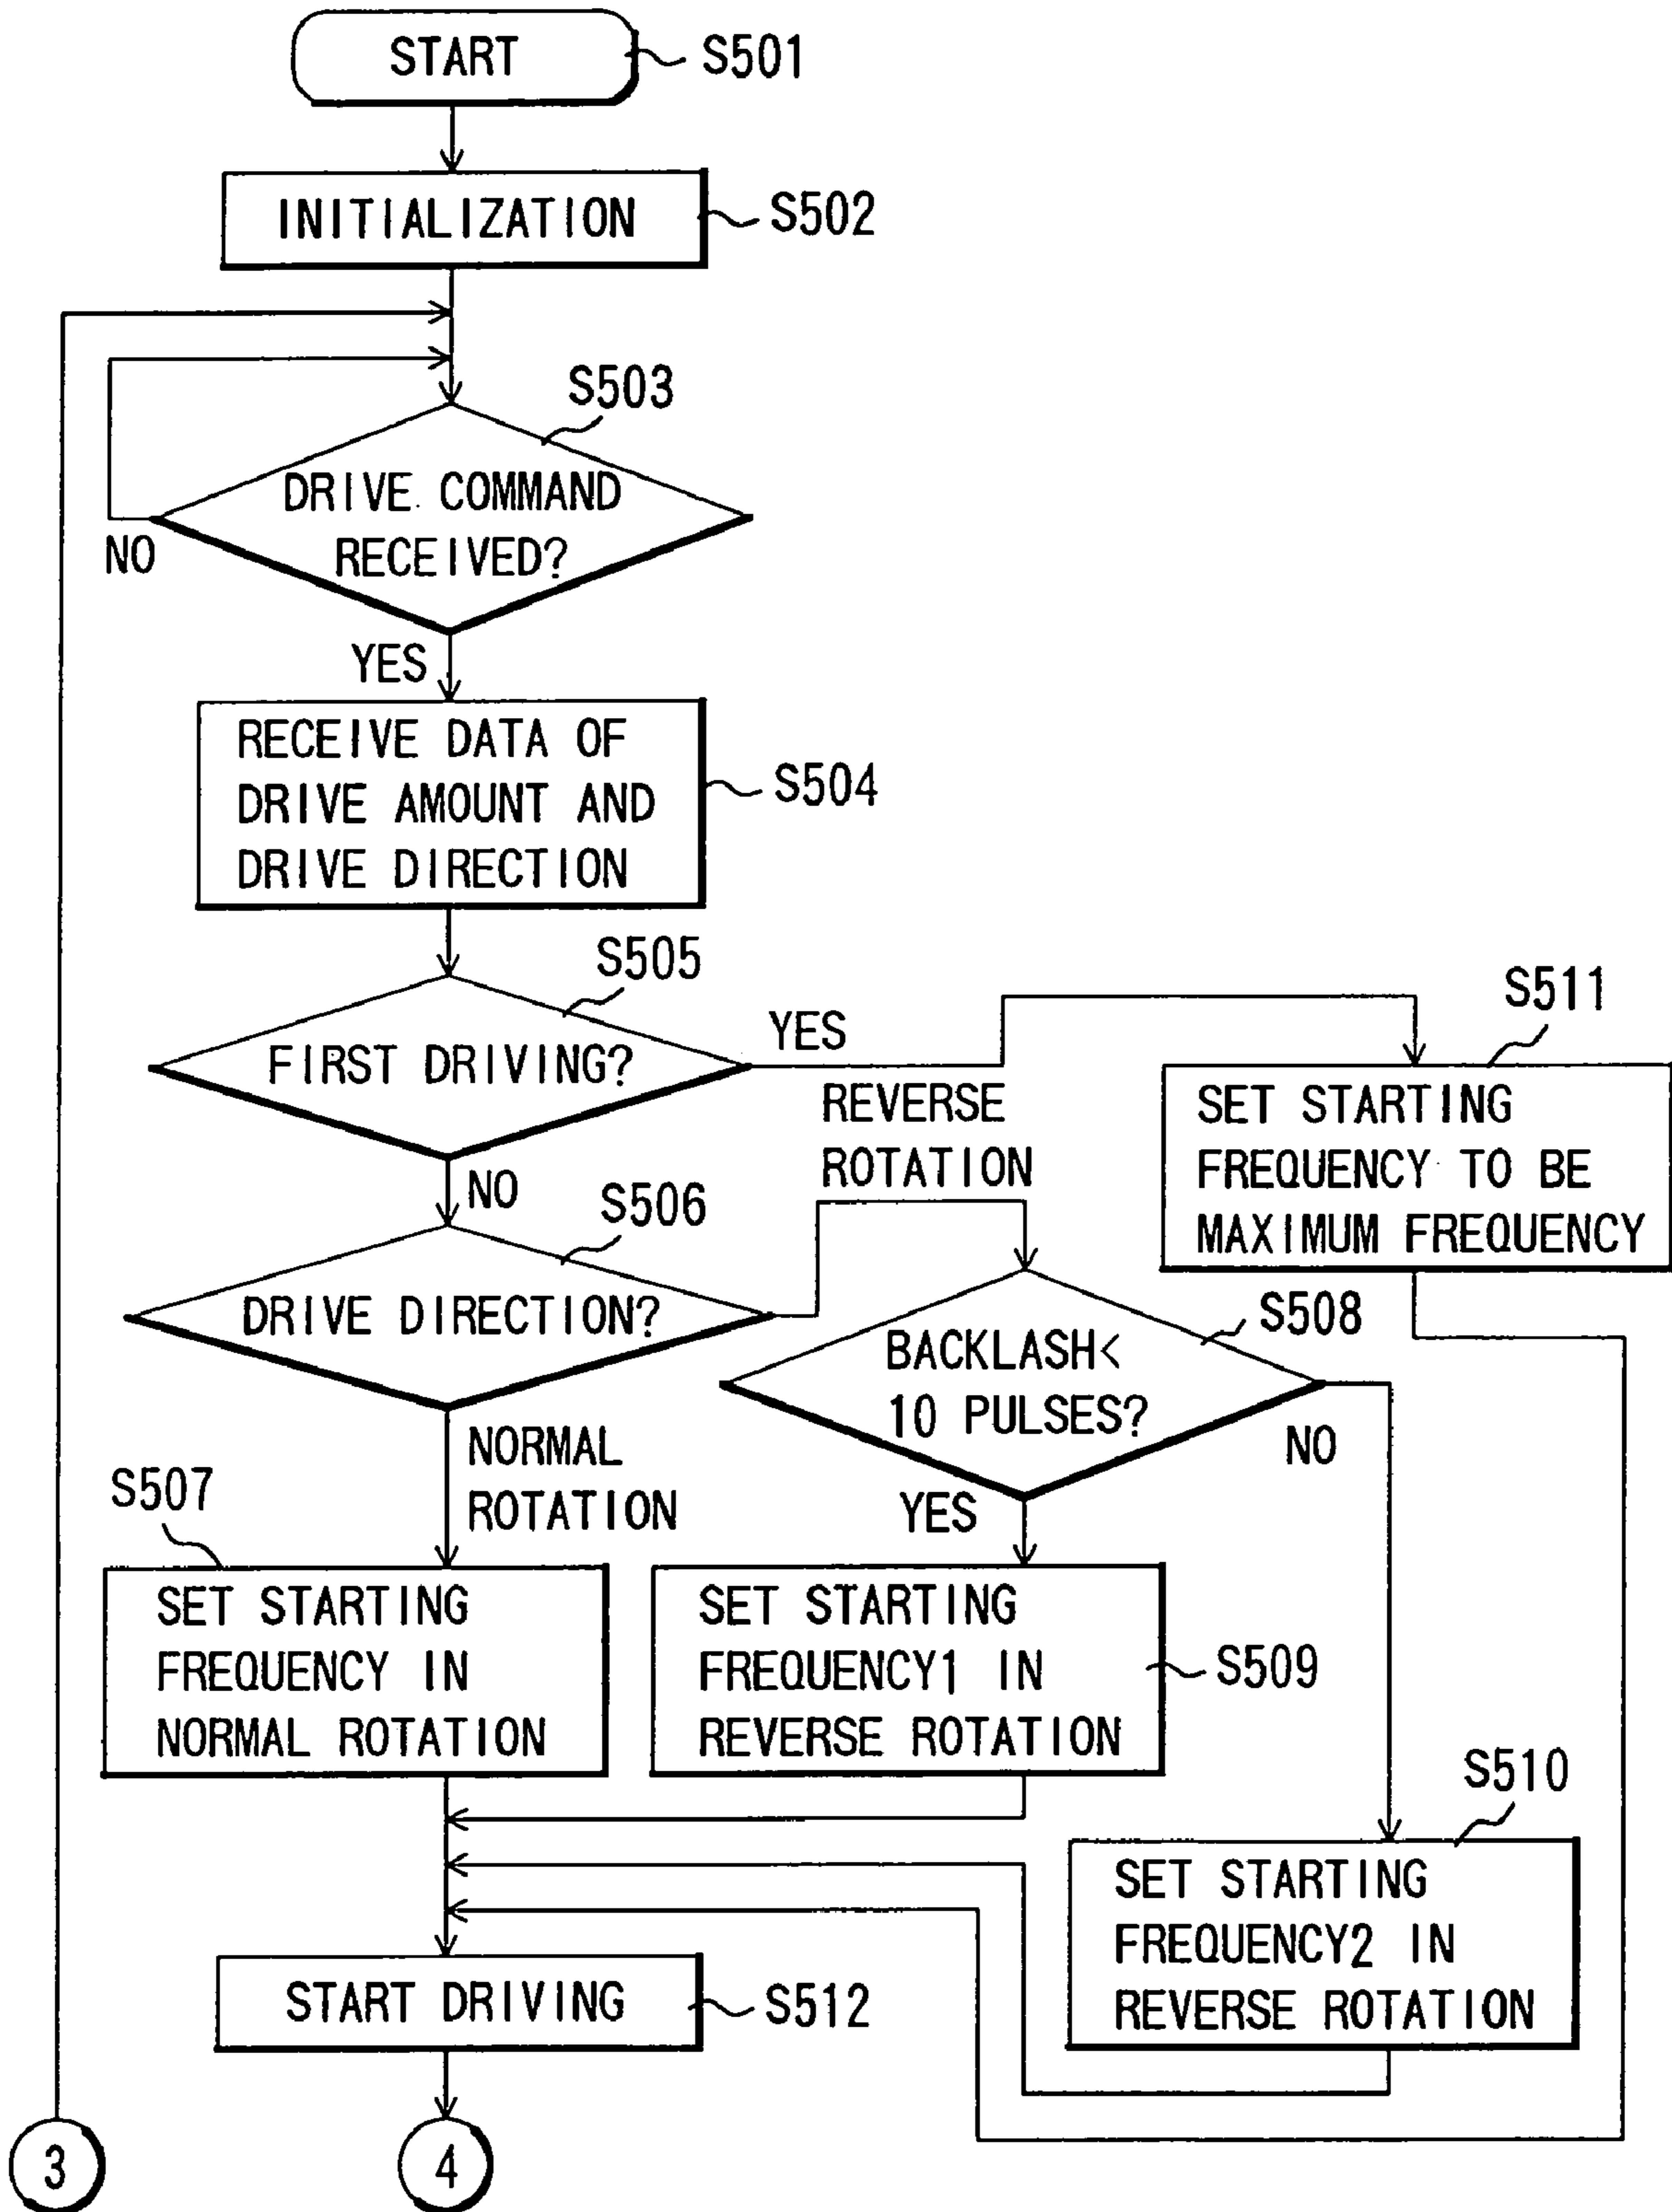 START
S501
INITIALIZATION
S502
S503
DRIVE COMMAND
RECEIVED?
NO
YES
RECEIVE DATA OF
DRIVE AMOUNT AND
DRIVE DIRECTION
S504
S505
FIRST DRIVING?
YES
NO
S511
SET STARTING
FREQUENCY TO BE
MAXIMUM FREQUENCY
REVERSE
ROTATION
S506
DRIVE DIRECTION?
NORMAL
ROTATION
S508
BACKLASH<
10 PULSES?
NO
YES
S507
SET STARTING
FREQUENCY IN
NORMAL ROTATION
SET STARTING
FREQUENCY1 IN
REVERSE ROTATION
S509
S510
SET STARTING
FREQUENCY2 IN
REVERSE ROTATION
START DRIVING
S512
3
4